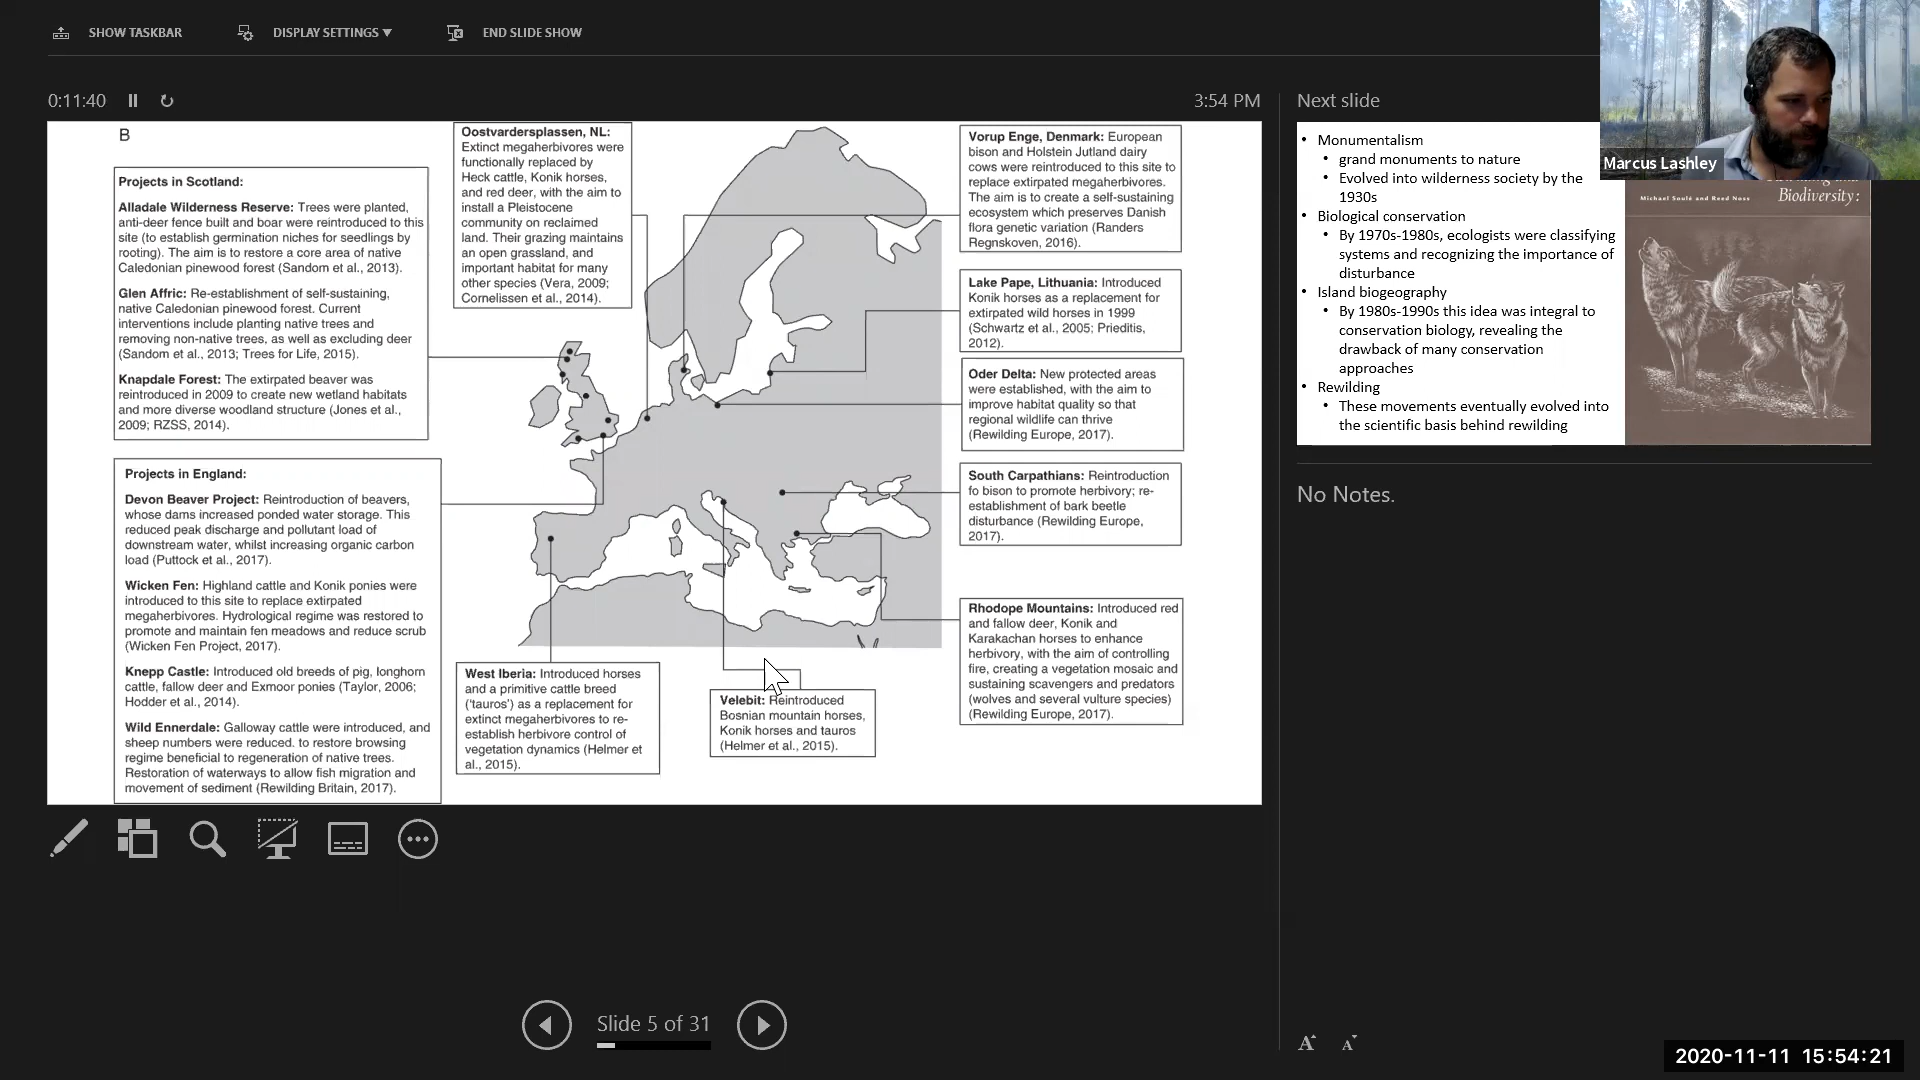 SHOW TASKBAR
DISPLAY SETTINGS ▼
END SLIDE SHOW
0:11:40
3:54 PM
B
Projects in Scotland:
Alladale Wilderness Reserve: Trees were planted,
anti-deer fence built and boar were reintroduced to this
site (to establish germination niches for seedlings by
rooting). The aim is to restore a core area of native
Caledonian pinewood forest (Sandom et al., 2013).
Glen Affric: Re-establishment of self-sustaining,
native Caledonian pinewood forest. Current
interventions include planting native trees and
removing non-native trees, as well as excluding deer
(Sandom et al., 2013; Trees for Life, 2015).
Knapdale Forest: The extirpated beaver was
reintroduced in 2009 to create new wetland habitats
and more diverse woodland structure (Jones et al.,
2009; RZSS, 2014).
Projects in England:
Devon Beaver Project: Reintroduction of beavers,
whose dams increased ponded water storage. This
reduced peak discharge and pollutant load of
downstream water, whilst increasing organic carbon
load (Puttock et al., 2017).
Wicken Fen: Highland cattle and Konik ponies were
introduced to this site to replace extirpated
megaherbivores. Hydrological regime was restored to
promote and maintain fen meadows and reduce scrub
(Wicken Fen Project, 2017).
Knepp Castle: Introduced old breeds of pig, longhorn
cattle, fallow deer and Exmoor ponies (Taylor, 2006;
Hodder et al., 2014).
Wild Ennerdale: Galloway cattle were introduced, and
sheep numbers were reduced. to restore browsing
regime beneficial to regeneration of native trees.
Restoration of waterways to allow fish migration and
movement of sediment (Rewilding Britain, 2017).
Oostvardersplassen, NL:
Extinct megaherbivores were
functionally replaced by
Heck cattle, Konik horses,
and red deer, with the aim to
install a Pleistocene
community on reclaimed
land. Their grazing maintains
an open grassland, and
important habitat for many
other species (Vera, 2009;
Cornelissen et al., 2014).
West Iberia: Introduced horses
and a primitive cattle breed
(‘tauros’) as a replacement for
extinct megaherbivores to re-
establish herbivore control of
vegetation dynamics (Helmer et
al., 2015).
Velebit: Reintroduced
Bosnian mountain horses,
Konik horses and tauros
(Helmer et al., 2015).
Vorup Enge, Denmark: European
bison and Holstein Jutland dairy
cows were reintroduced to this site to
replace extirpated megaherbivores.
The aim is to create a self-sustaining
ecosystem which preserves Danish
flora genetic variation (Randers
Regnskoven, 2016).
Lake Pape, Lithuania: Introduced
Konik horses as a replacement for
extirpated wild horses in 1999
(Schwartz et al., 2005; Prieditis,
2012).
Oder Delta: New protected areas
were established, with the aim to
improve habitat quality so that
regional wildlife can thrive
(Rewilding Europe, 2017).
South Carpathians: Reintroduction
fo bison to promote herbivory; re-
establishment of bark beetle
disturbance (Rewilding Europe,
2017).
Rhodope Mountains: Introduced red
and fallow deer, Konik and
Karakachan horses to enhance
herbivory, with the aim of controlling
fire, creating a vegetation mosaic and
sustaining scavengers and predators
(wolves and several vulture species)
(Rewilding Europe, 2017).
Slide 5 of 31
Next slide
• Monumentalism
• grand monuments to nature
• Evolved into wilderness society by the
1930s
• Biological conservation
• By 1970s-1980s, ecologists were classifying
systems and recognizing the importance of
disturbance
• Island biogeography
• By 1980s-1990s this idea was integral to
conservation biology, revealing the
drawback of many conservation
approaches
• Rewilding
• These movements eventually evolved into
the scientific basis behind rewilding
Marcus Lashley
Biodiversity:
Michael Soulé and Reed Noss
No Notes.
A A
2020-11-11 15:54:21